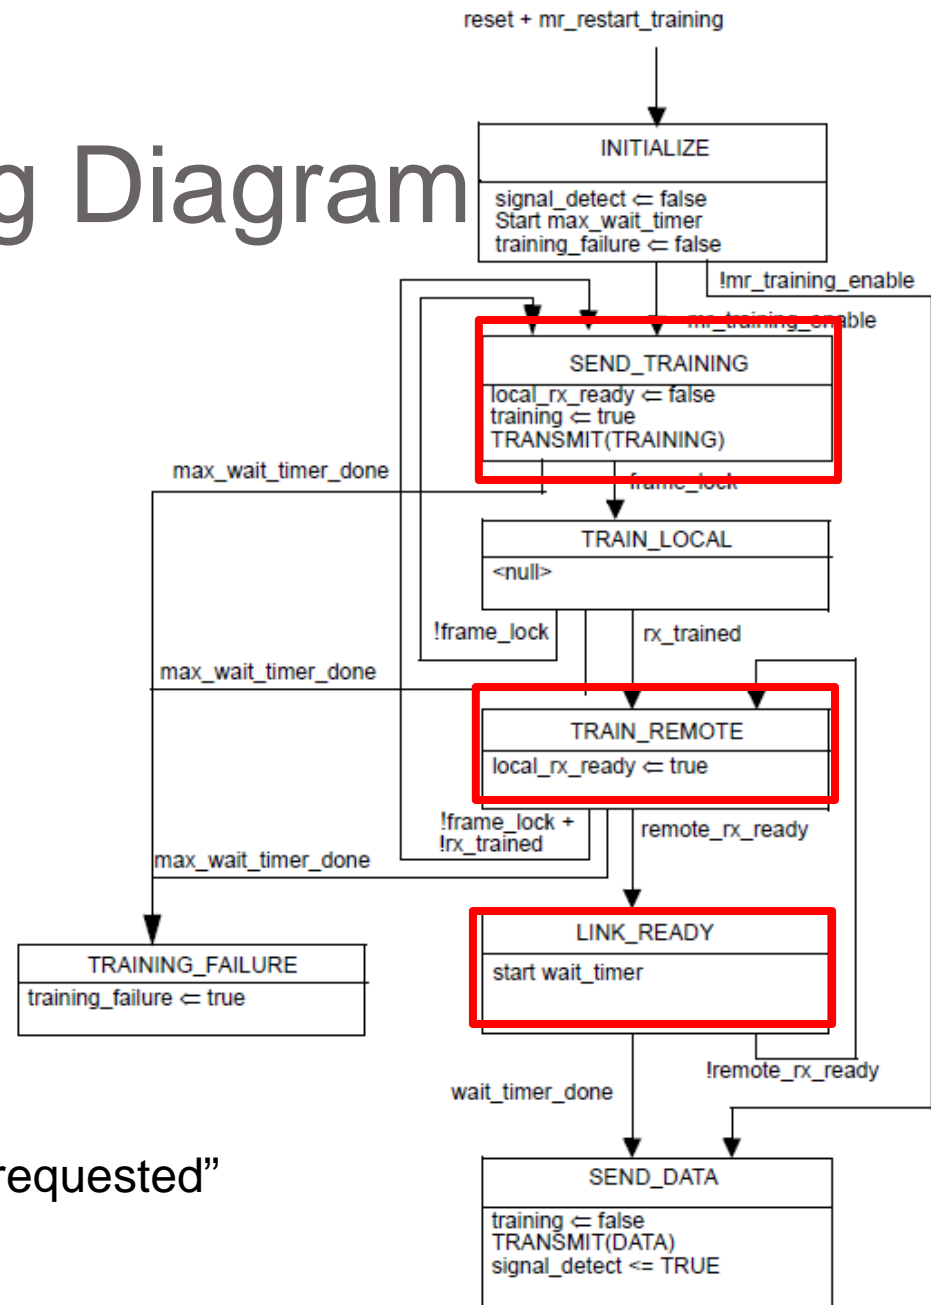 reset + mr_restart_training
g Diagram
INITIALIZE
signal_detect ⇐ false
Start max_wait_timer
training_failure ⇐ false
!mr_training_enable
mr_training_enable
SEND_TRAINING
local_rx_ready ⇐ false
training ⇐ true
TRANSMIT(TRAINING)
max_wait_timer_done
frame_lock
TRAIN_LOCAL
<null>
!frame_lock
rx_trained
max_wait_timer_done
TRAIN_REMOTE
local_rx_ready ⇐ true
!frame_lock +
!rx_trained
remote_rx_ready
max_wait_timer_done
LINK_READY
start wait_timer
TRAINING_FAILURE
training_failure ⇐ true
!remote_rx_ready
wait_timer_done
requested”
SEND_DATA
training ⇐ false
TRANSMIT(DATA)
signal_detect <= TRUE